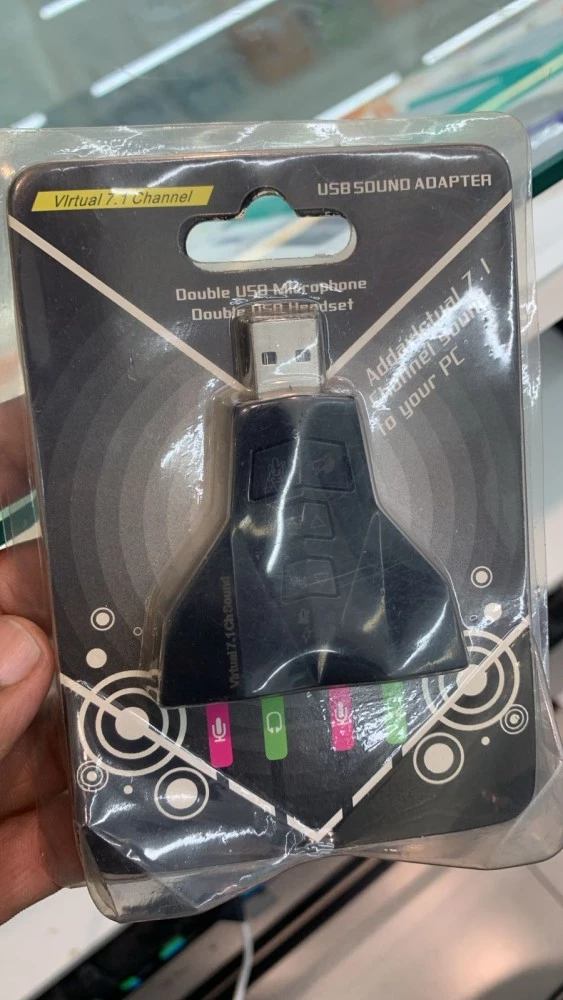 Virtual 7.1 Channel
USB SOUND ADAPTER
Double USB Microphone
Double USB Headset
Add a virtual 7.1
channel sound
to your PC
Virtual 7.1 Ch Sound